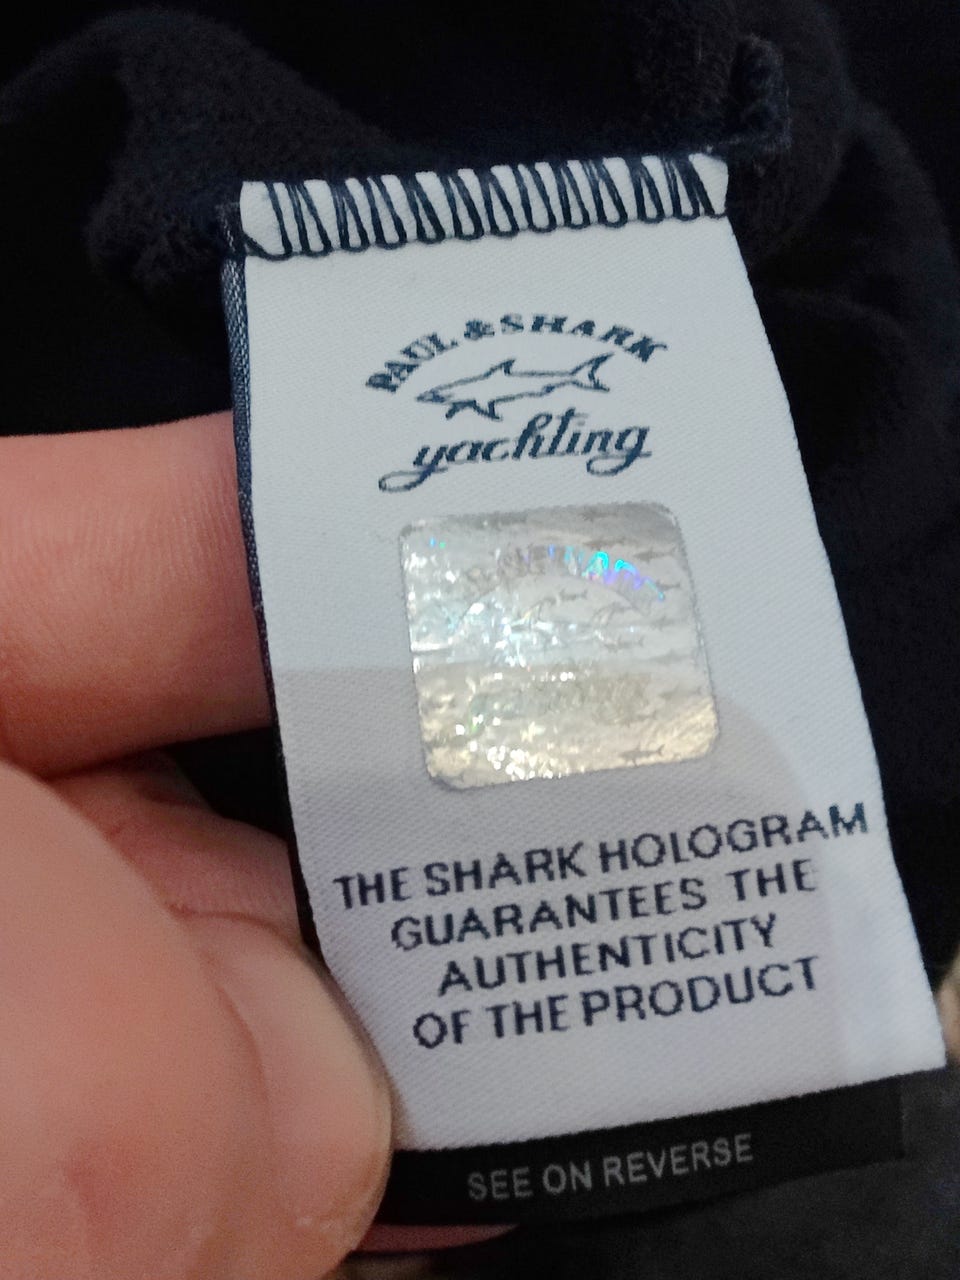 PAUL & SHARK
yachting
THE SHARK HOLOGRAM
GUARANTEES THE
AUTHENTICITY
OF THE PRODUCT
SEE ON REVERSE